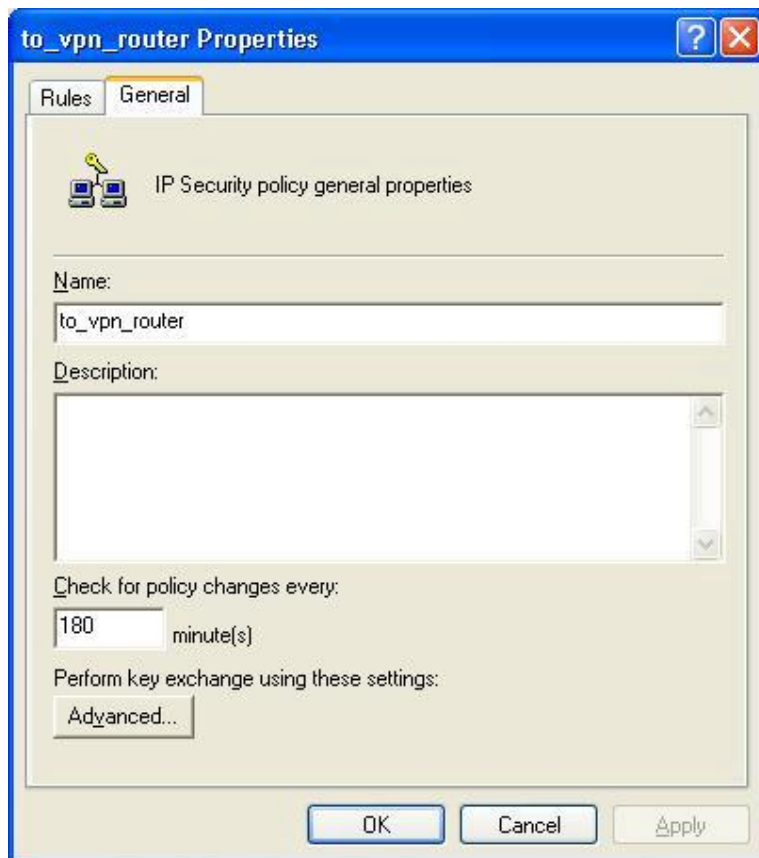 to_vpn_router Properties
?
Rules General
IP Security policy general properties
Name:
to_vpn_router
Description:
Check for policy changes every:
180 minute(s)
Perform key exchange using these settings:
Advanced...
OK Cancel Apply